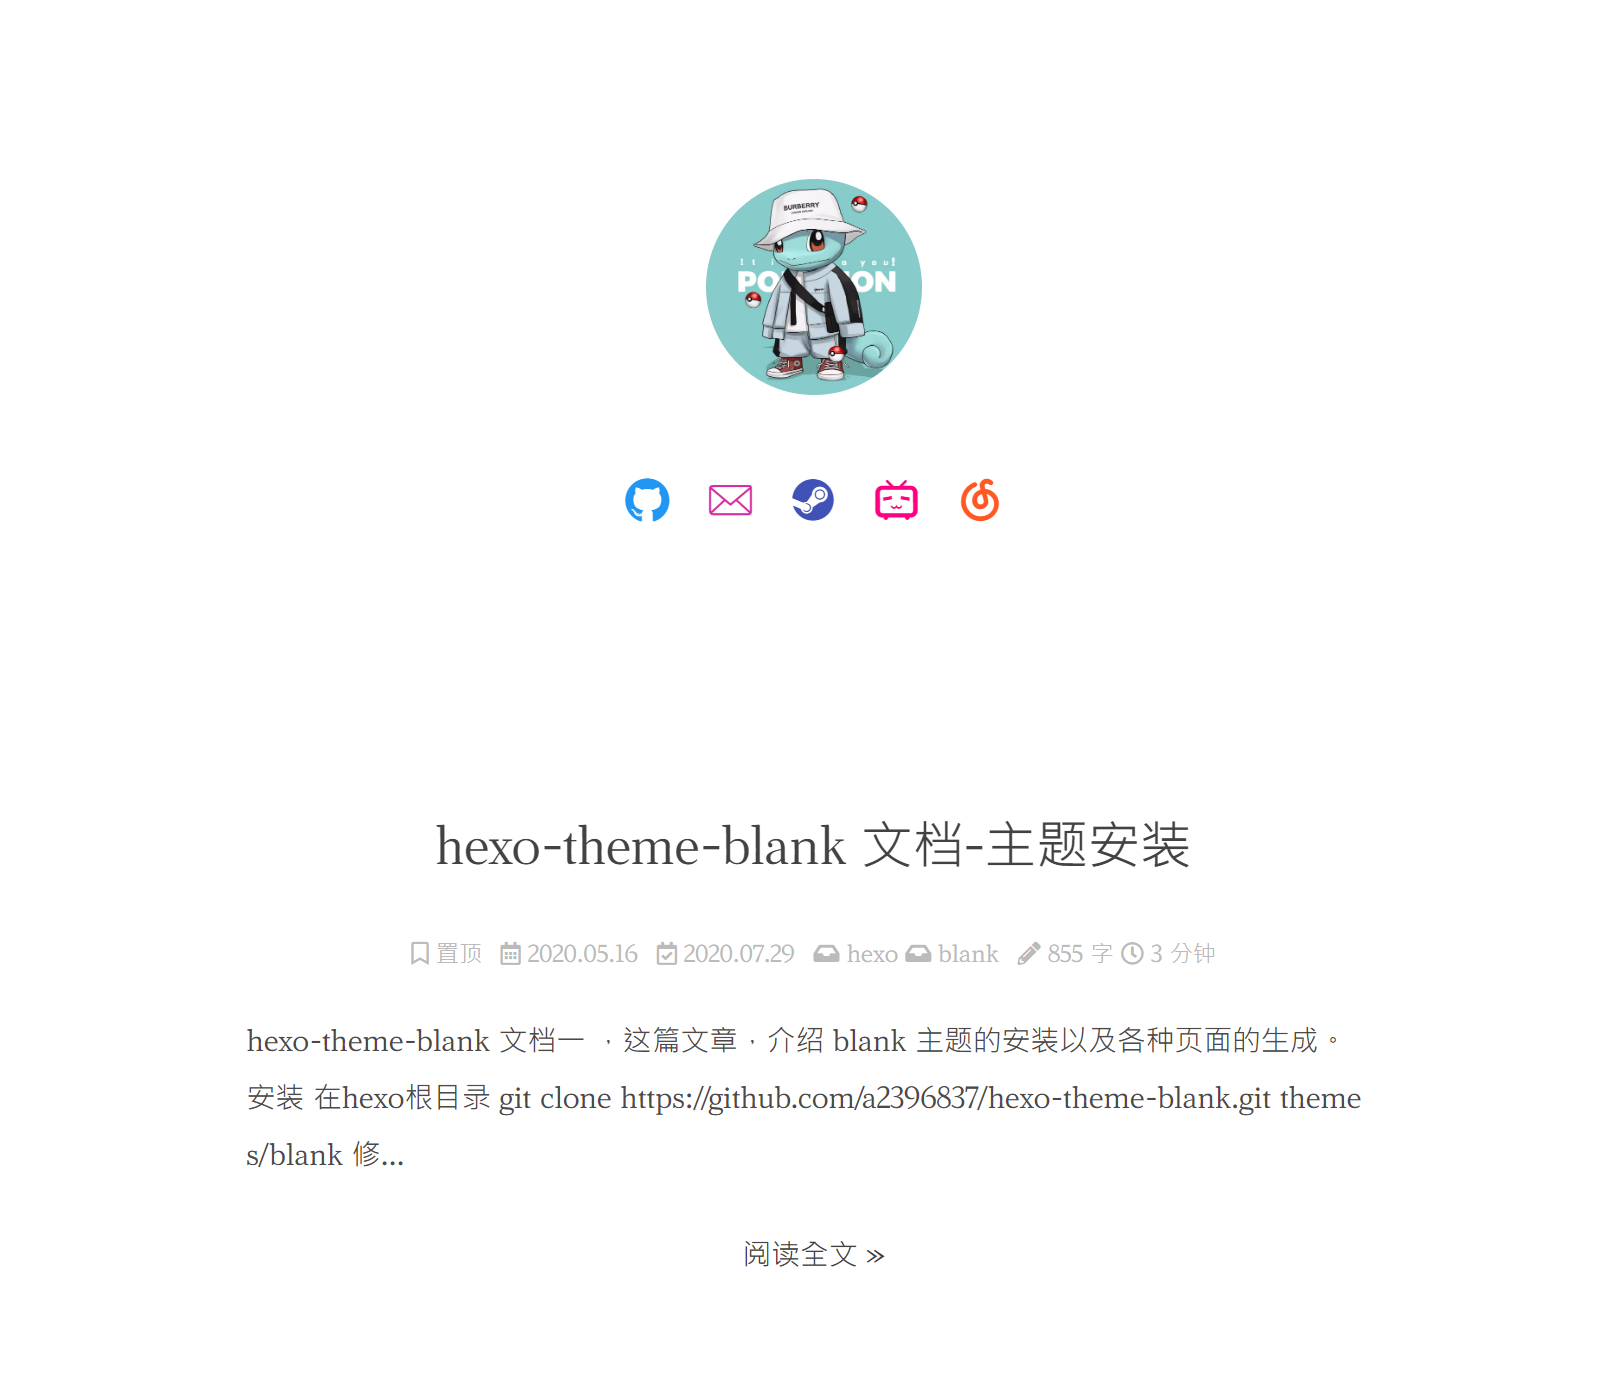 BURBERRY
It i a you!
PO ON
hexo-theme-blank 文档-主题安装
置顶 2020.05.16 2020.07.29 hexo blank 855 字 3 分钟
hexo-theme-blank 文档一 ，这篇文章，介绍 blank 主题的安装以及各种页面的生成。
安装 在hexo根目录 git clone https://github.com/a2396837/hexo-theme-blank.git theme
s/blank 修...
阅读全文 »